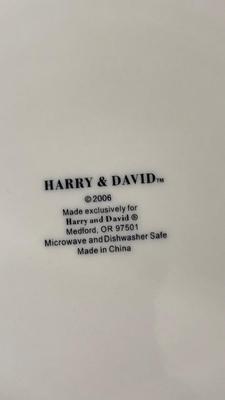 HARRY & DAVID™
©2006
Made exclusively for
Harry and David ®
Medford, OR 97501
Microwave and Dishwasher Safe
Made in China